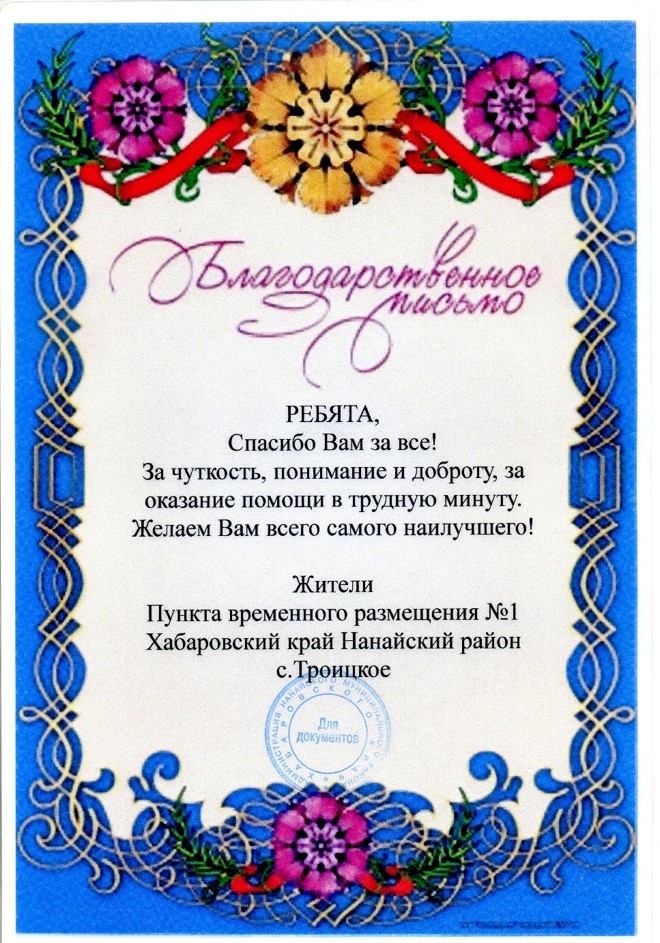 Благодарственное
письмо
РЕБЯТА,
Спасибо Вам за все!
За чуткость, понимание и доброту, за
оказание помощи в трудную минуту.
Желаем Вам всего самого наилучшего!
Жители
Пункта временного размещения №1
Хабаровский край Нанайский район
с.Троицкое
АДМИНИСТРАЦИЯ НАНАЙСКОГО МУНИЦИПАЛЬНОГО РАЙОНА
ХАБАРОВСКОГО КРАЯ
Для
документов